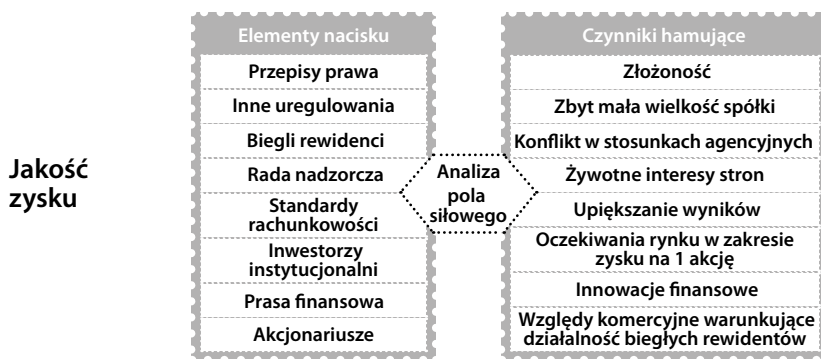 Jakość
zysku
Elementy nacisku
Przepisy prawa
Inne uregulowania
Biegli rewidenci
Rada nadzorcza
Standardy
rachunkowości
Inwestorzy
instytucjonalni
Prasa finansowa
Akcjonariusze
Analiza
pola
siłowego
Czynniki hamujące
Złożoność
Zbyt mała wielkość spółki
Konflikt w stosunkach agencyjnych
Żywotne interesy stron
Upiększanie wyników
Oczekiwania rynku w zakresie
zysku na 1 akcję
Innowacje finansowe
Względy komercyjne warunkujące
działalność biegłych rewidentów